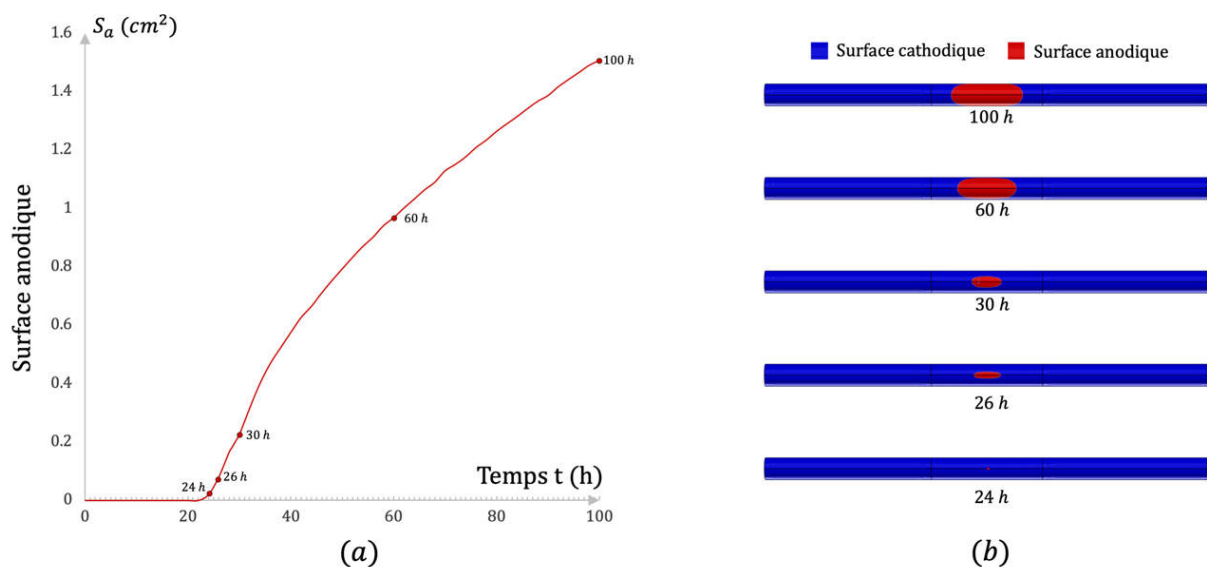 S_a (cm²)
1.6
1.4
1.2
1
0.8
0.6
0.4
0.2
0
Surface anodique
100 h
60 h
30 h
26 h
24 h
Temps t (h)
0 20 40 60 80 100
(a)
Surface cathodique Surface anodique
100 h
60 h
30 h
26 h
24 h
(b)